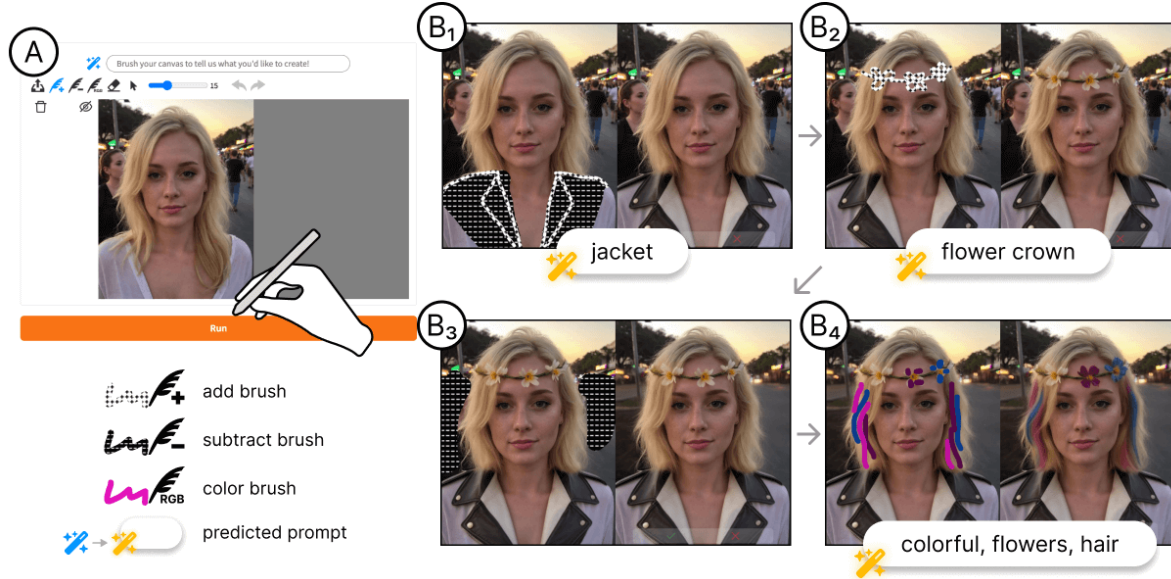 A
Brush your canvas to tell us what you'd like to create!
15
Run
add brush
subtract brush
RGB
color brush
predicted prompt
B1
jacket
B2
flower crown
B3
B4
colorful, flowers, hair